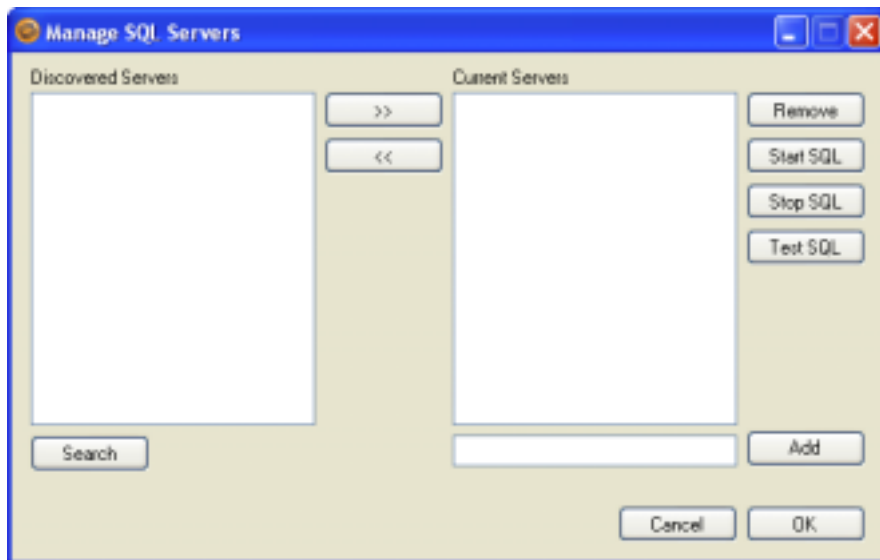 Manage SQL Servers
Discovered Servers
Current Servers
>>
<<
Remove
Start SQL
Stop SQL
Test SQL
Search
Add
Cancel
OK